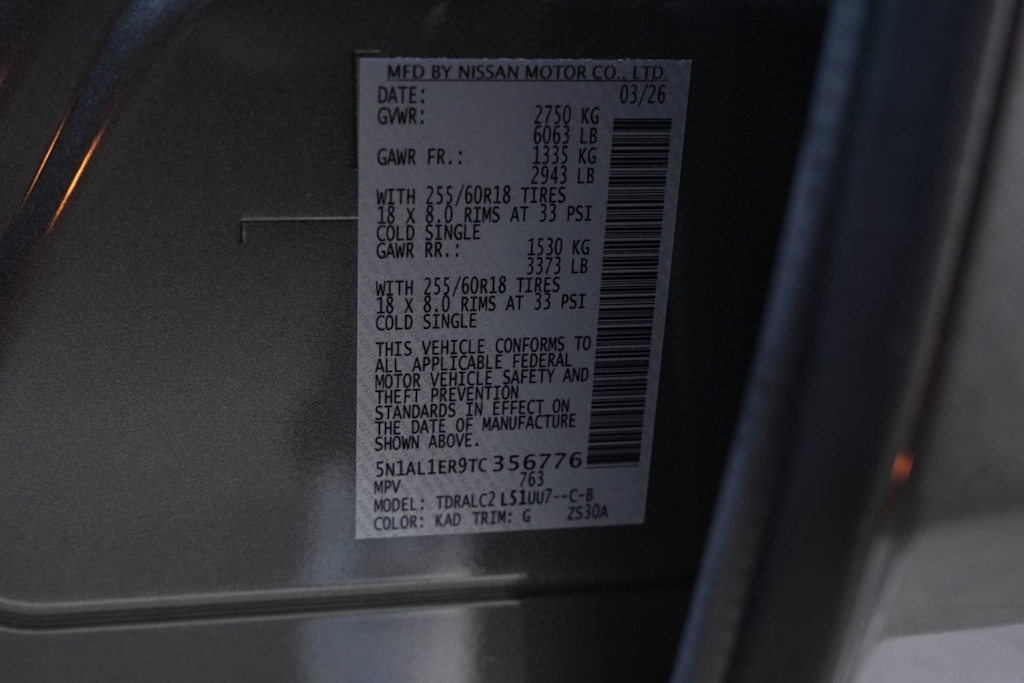 MFD BY NISSAN MOTOR CO., LTD.
DATE: 03/26
GVWR: 2750 KG
6063 LB
GAWR FR.: 1335 KG
2943 LB
WITH 255/60R18 TIRES
18 X 8.0 RIMS AT 33 PSI
COLD SINGLE
GAWR RR.: 1530 KG
3373 LB
WITH 255/60R18 TIRES
18 X 8.0 RIMS AT 33 PSI
COLD SINGLE
THIS VEHICLE CONFORMS TO
ALL APPLICABLE FEDERAL
MOTOR VEHICLE SAFETY AND
THEFT PREVENTION
STANDARDS IN EFFECT ON
THE DATE OF MANUFACTURE
SHOWN ABOVE.
5N1AL1ER9TC356776
MPV 763
MODEL: TDRALC2 L51UU7--C-B
COLOR: KAD TRIM: G ZS30A